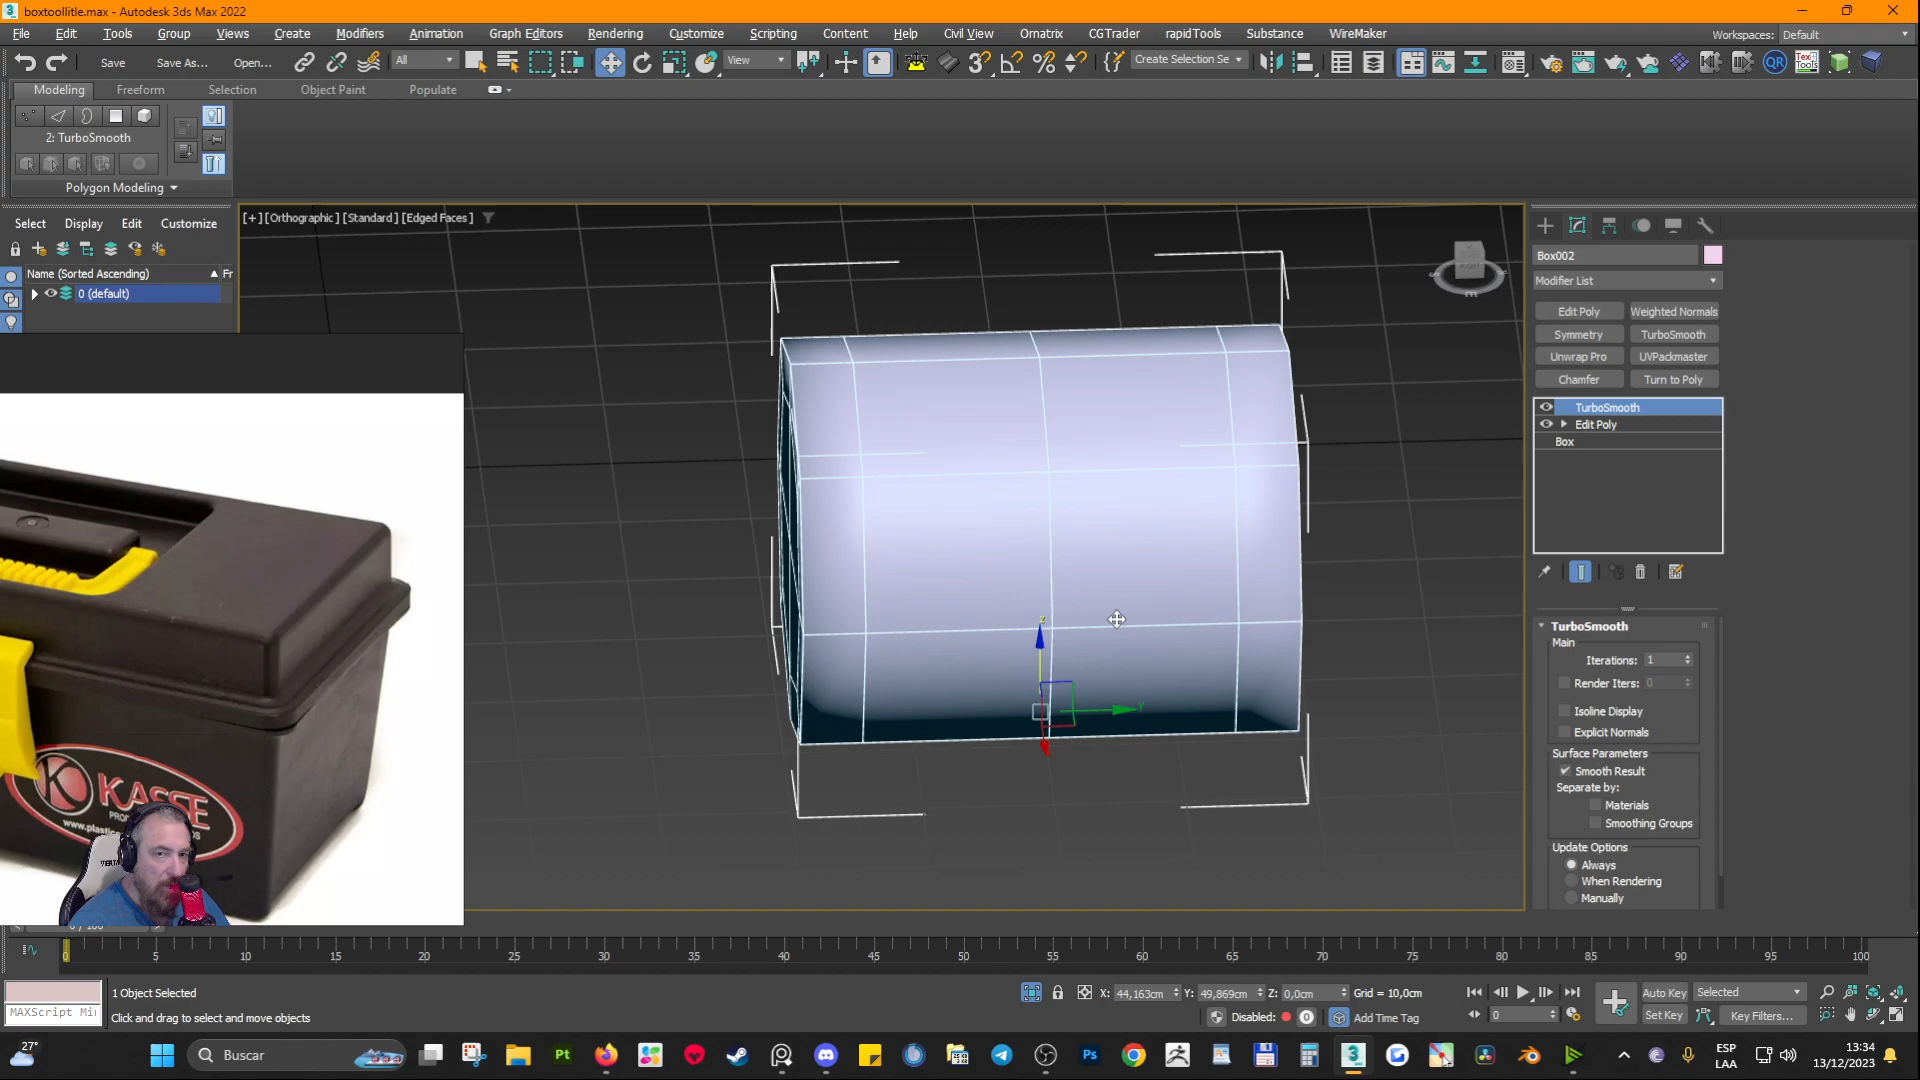 boxtoollitle.max - Autodesk 3ds Max 2022
File Edit Tools Group Views Create Modifiers Animation Graph Editors Rendering Customize Scripting Content Help Civil View Ornatrix CGTrader rapidTools Substance WireMaker Workspaces: Default
Save Save As... Open... All View Create Selection Se
Modeling Freeform Selection Object Paint Populate
2: TurboSmooth
Polygon Modeling
Select Display Edit Customize
Name (Sorted Ascending) Fr
0 (default)
[+] [Orthographic] [Standard] [Edged Faces]
Box002
Modifier List
Edit Poly Weighted Normals
Symmetry TurboSmooth
Unwrap Pro UVPackmaster
Chamfer Turn to Poly
TurboSmooth
Edit Poly
Box
TurboSmooth
Main
Iterations: 1
Render Iters: 0
Isoline Display
Explicit Normals
Surface Parameters
Smooth Result
Separate by:
Materials
Smoothing Groups
Update Options
Always
When Rendering
Manually
KASSE
0 5 10 15 20 25 30 35 40 45 50 55 60 65 70 75 80 85 90 95 100
1 Object Selected
X: 44,163cm Y: 49,869cm Z: 0,0cm Grid = 10,0cm
Auto Key Selected
MAXScript Mi
Click and drag to select and move objects
Disabled: 0 Add Time Tag
0
Set Key Key Filters...
27°
Buscar
ESP
LAA
13:34
13/12/2023